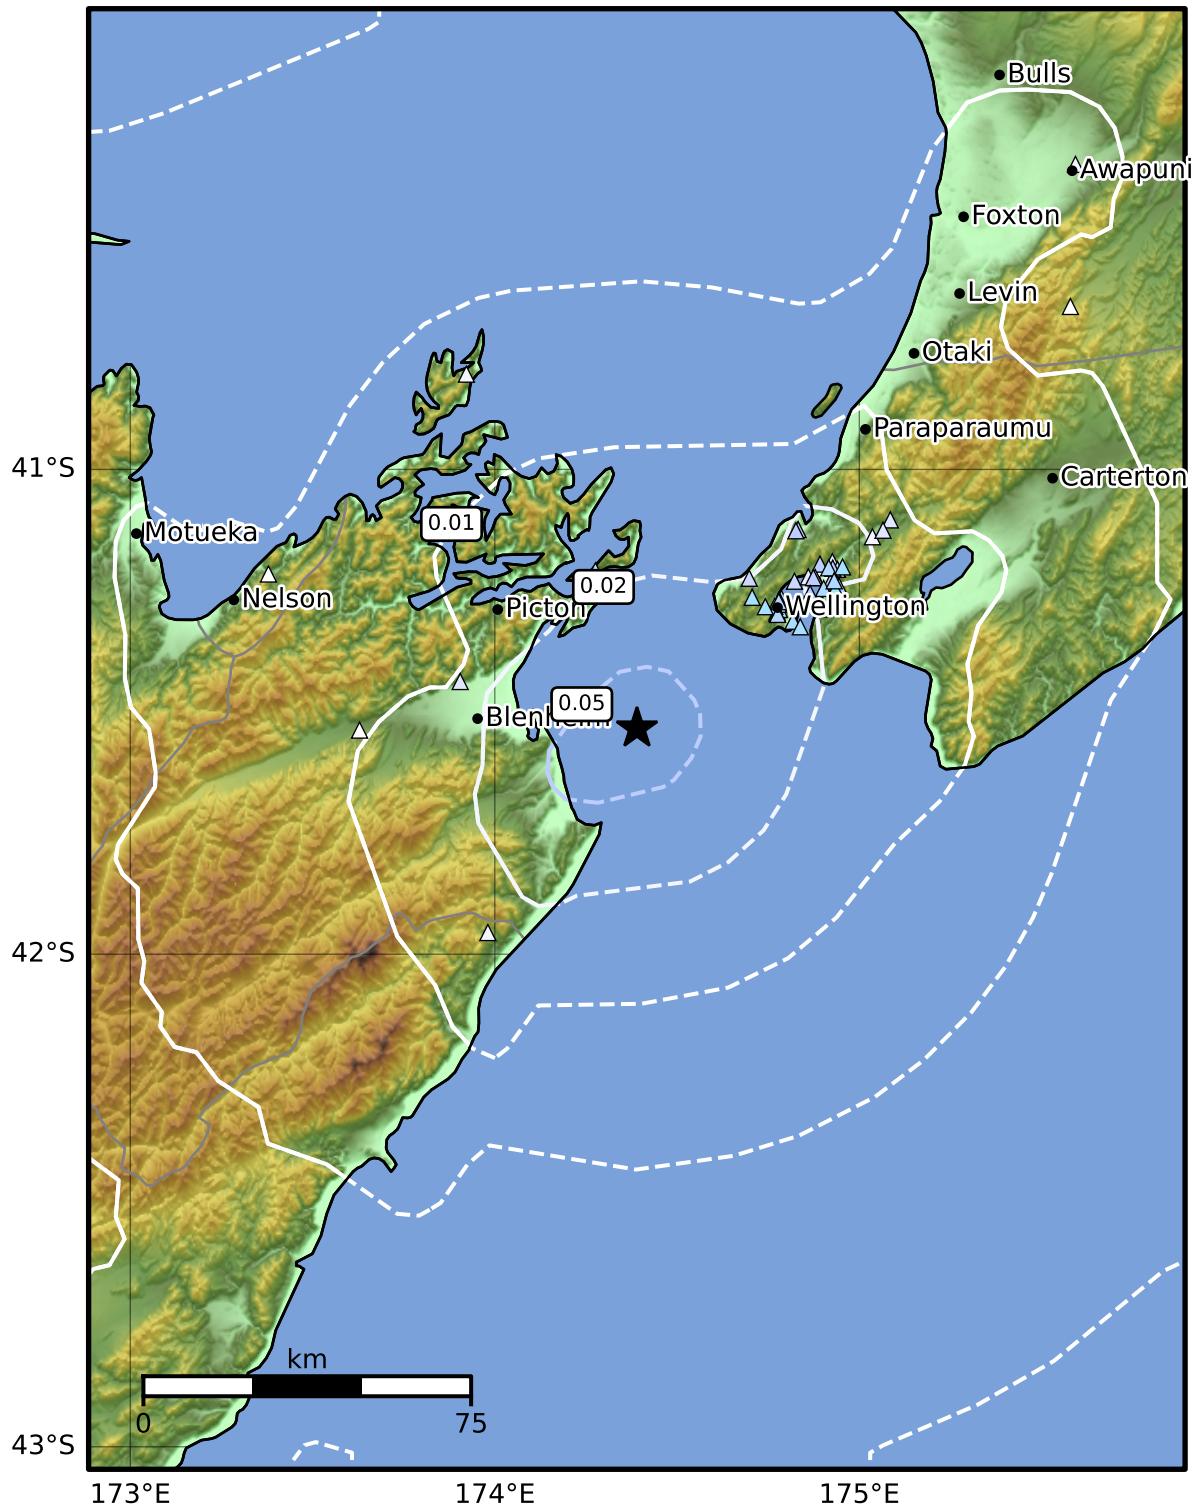 Bulls
Awapuni
Foxton
Levin
Otaki
Paraparaumu
41°S
Carterton
0.01
Motueka
0.02
Nelson
Picton
Wellington
0.05
Blenheim
42°S
km
0
75
43°S
173°E
174°E
175°E